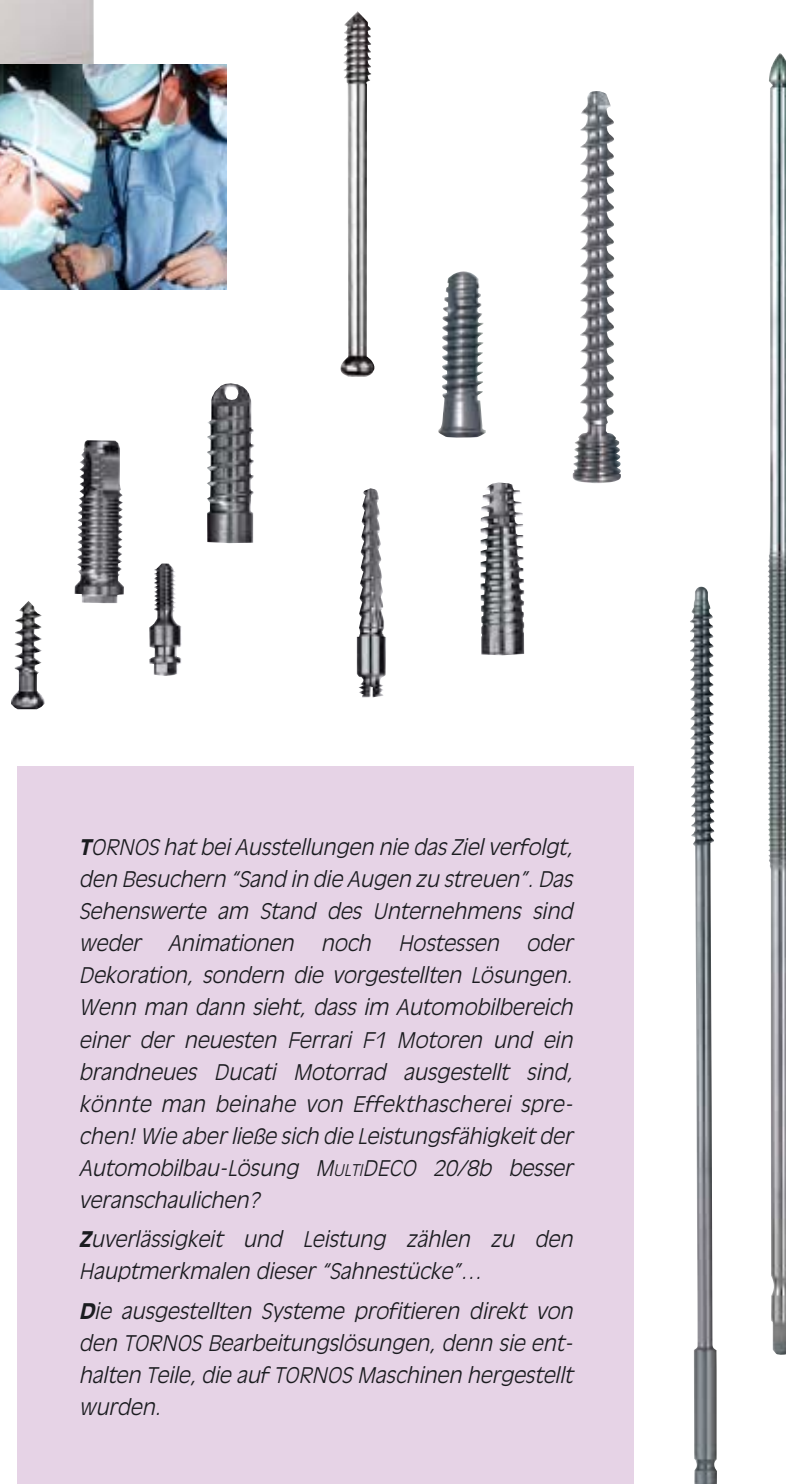 TORNOS hat bei Ausstellungen nie das Ziel verfolgt,
den Besuchern “Sand in die Augen zu streuen”. Das
Sehenswerte am Stand des Unternehmens sind
weder Animationen noch Hostessen oder
Dekoration, sondern die vorgestellten Lösungen.
Wenn man dann sieht, dass im Automobilbereich
einer der neuesten Ferrari F1 Motoren und ein
brandneues Ducati Motorrad ausgestellt sind,
könnte man beinahe von Effekthascherei spre-
chen! Wie aber ließe sich die Leistungsfähigkeit der
Automobilbau-Lösung MULTIDECO 20/8b besser
veranschaulichen?
Zuverlässigkeit und Leistung zählen zu den
Hauptmerkmalen dieser “Sahnestücke”…
Die ausgestellten Systeme profitieren direkt von
den TORNOS Bearbeitungslösungen, denn sie ent-
halten Teile, die auf TORNOS Maschinen hergestellt
wurden.